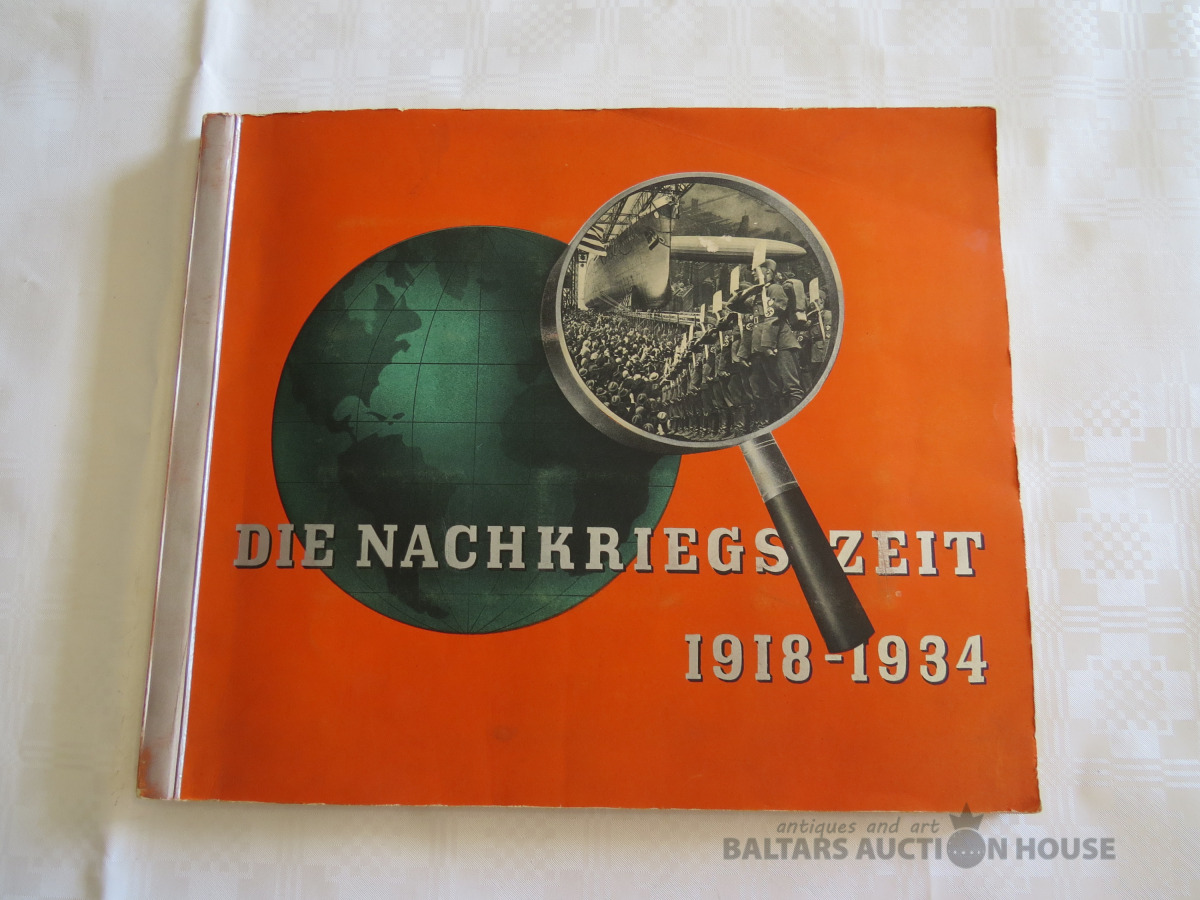 DIE NACHKRIEGSZEIT
1918-1934
antiques and art
BALTARS AUCTION HOUSE